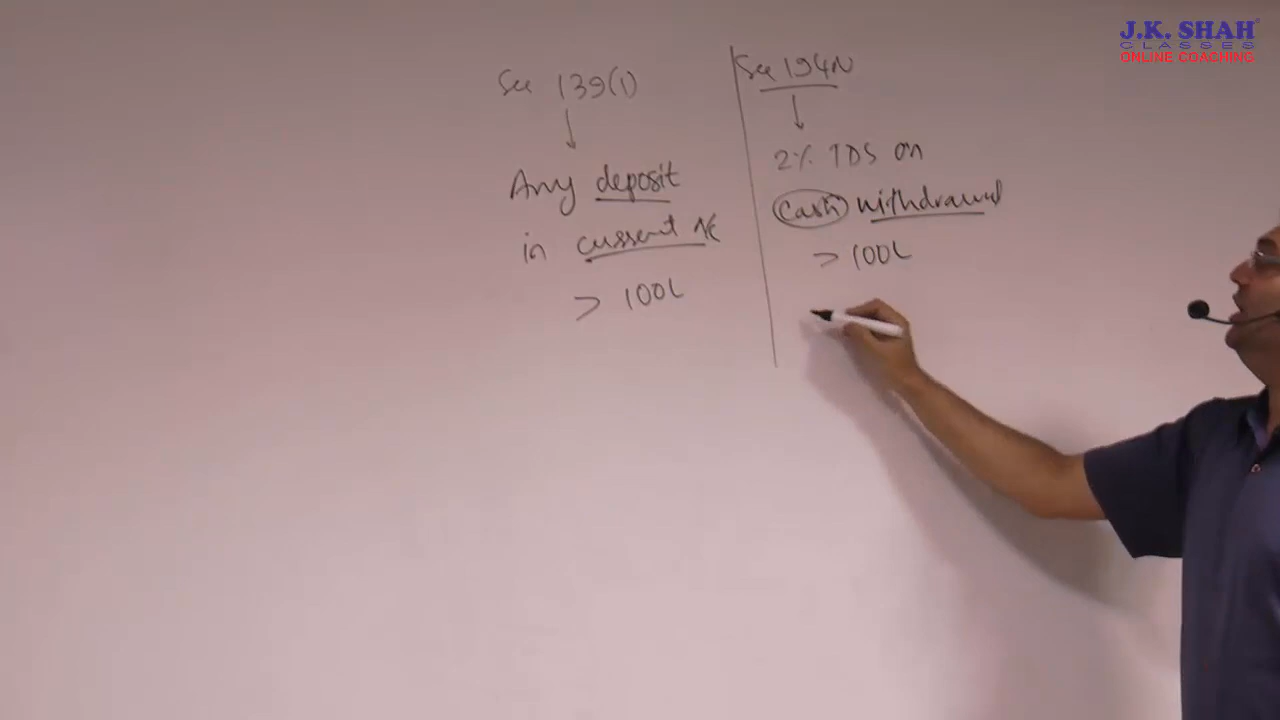 J.K. SHAH
CLASSES
ONLINE COACHING
Sec 139(1)
↓
Any deposit
in current A/c
> 100L
Sec 194N
↓
2% TDS on
Cash withdrawal
> 100L